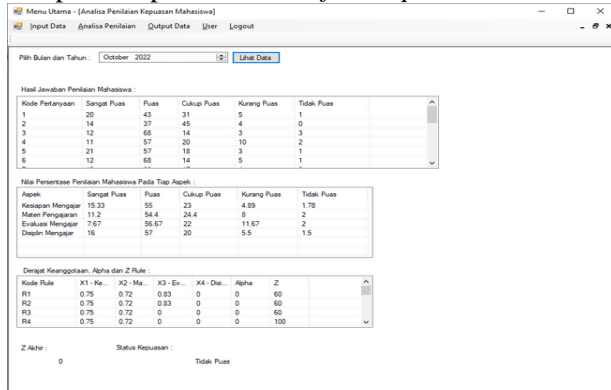 Menu Utama - [Analisa Penilaian Kepuasan Mahasiswa]
Input Data Analisa Penilaian Output Data User Logout
Pilih Bulan dan Tahun : October 2022 Lihat Data
Hasil Jawaban Penilaian Mahasiswa :
Kode Pertanyaan Sangat Puas Puas Cukup Puas Kurang Puas Tidak Puas
1 20 43 31 5 1
2 14 37 45 4 0
3 12 68 14 3 3
4 11 57 20 10 2
5 21 57 18 3 1
6 12 68 14 5 1
Nilai Persentase Penilaian Mahasiswa Pada Tiap Aspek :
Aspek Sangat Puas Puas Cukup Puas Kurang Puas Tidak Puas
Kesiapan Mengajar 15.33 55 23 4.89 1.78
Materi Pengajaran 11.2 54.4 24.4 8 2
Evaluasi Mengajar 7.67 56.67 22 11.67 2
Disiplin Mengajar 16 57 20 5.5 1.5
Derajat Keanggotaan, Alpha dan Z Rule :
Kode Rule X1 - Ke... X2 - Ma... X3 - Ev... X4 - Disi... Alpha Z
R1 0.75 0.72 0.83 0 0 60
R2 0.75 0.72 0.83 0 0 60
R3 0.75 0.72 0 0 0 60
R4 0.75 0.72 0 0 0 100
Z Akhir : Status Kepuasan :
0 Tidak Puas